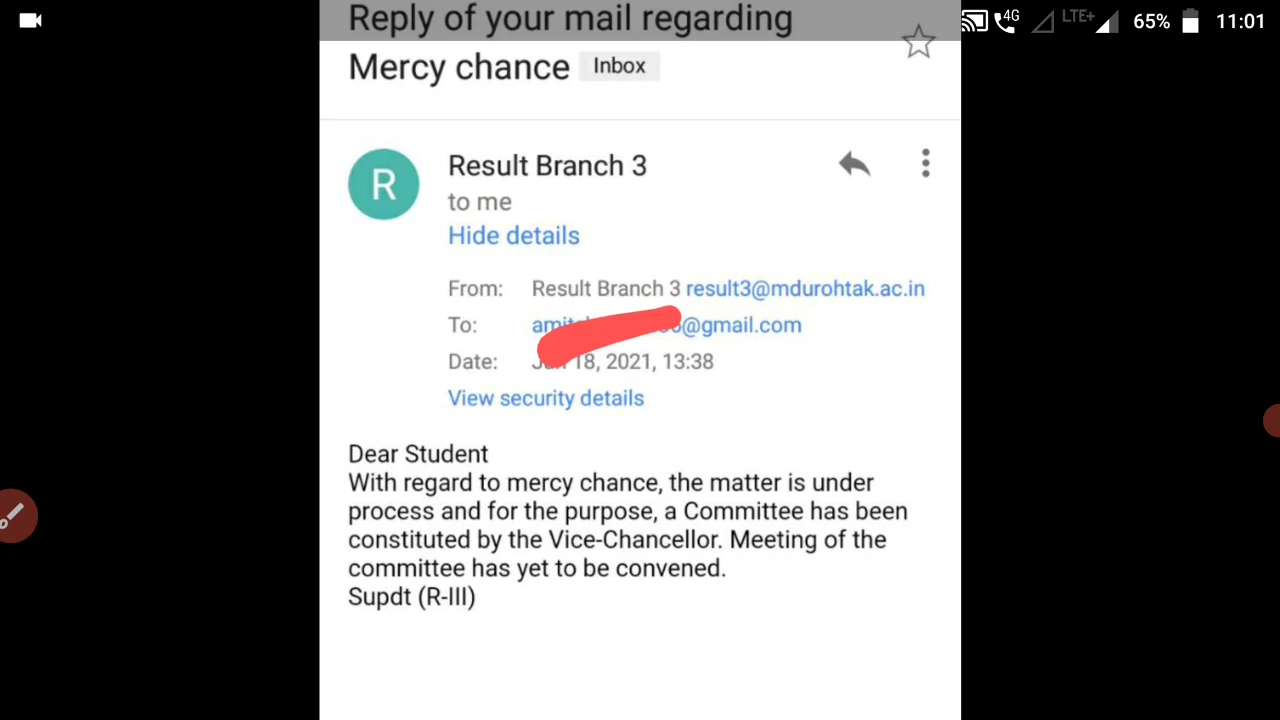 4G
LTE+
65%
11:01
Reply of your mail regarding
Mercy chance Inbox
R
Result Branch 3
to me
Hide details
From: Result Branch 3 result3@mdurohtak.ac.in
To: @gmail.com
Date: 18, 2021, 13:38
View security details
Dear Student
With regard to mercy chance, the matter is under
process and for the purpose, a Committee has been
constituted by the Vice-Chancellor. Meeting of the
committee has yet to be convened.
Supdt (R-III)